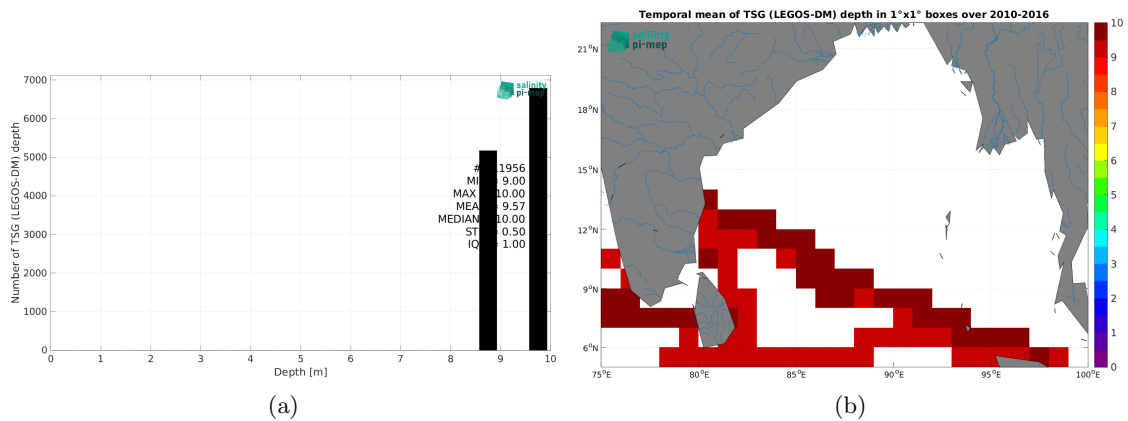 salinity
pi-mep
7000
6000
5000
4000
3000
2000
1000
0
Number of TSG (LEGOS-DM) depth
9.00
MAX 10.00
9.57
MEDIAN 10.00
0.50
1.00
0 1 2 3 4 5 6 7 8 9 10
Depth [m]
(a)
Temporal mean of TSG (LEGOS-DM) depth in 1°x1° boxes over 2010-2016
salinity
pi-mep
21°N
18°N
15°N
12°N
9°N
6°N
75°E 80°E 85°E 90°E 95°E 100°E
10
9
8
7
6
5
4
3
2
1
0
(b)